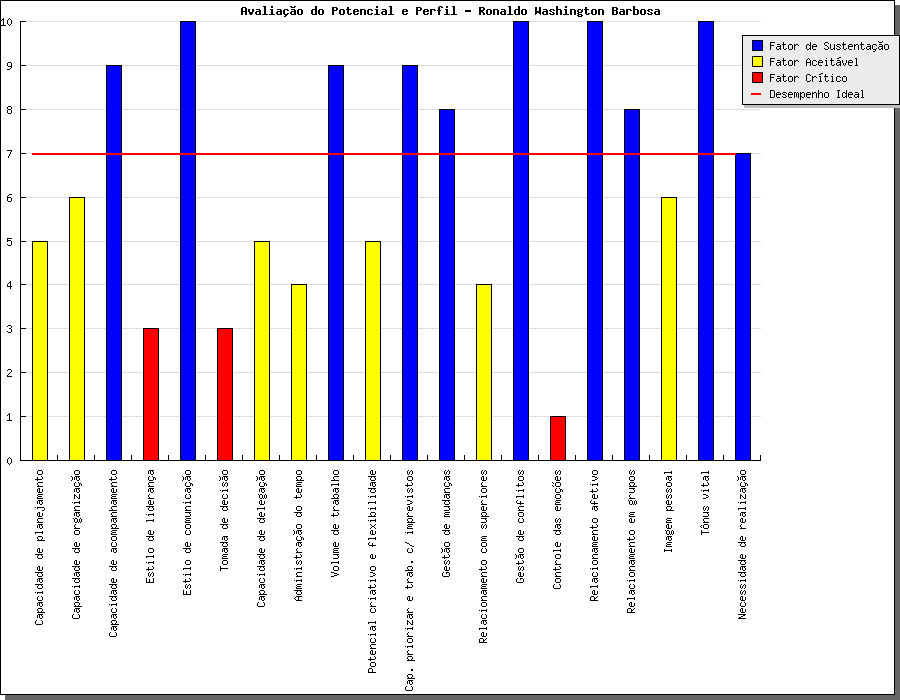 Avaliação do Potencial e Perfil - Ronaldo Washington Barbosa
Fator de Sustentação
Fator Aceitável
Fator Crítico
Desempenho Ideal
10
9
8
7
6
5
4
3
2
1
0
Capacidade de planejamento
Capacidade de organização
Capacidade de acompanhamento
Estilo de liderança
Estilo de comunicação
Tomada de decisão
Capacidade de delegação
Administração do tempo
Volume de trabalho
Potencial criativo e flexibilidade
Cap. priorizar e trab. c/ imprevistos
Gestão de mudanças
Relacionamento com superiores
Gestão de conflitos
Controle das emoções
Relacionamento afetivo
Relacionamento em grupos
Imagem pessoal
Tônus vital
Necessidade de realização